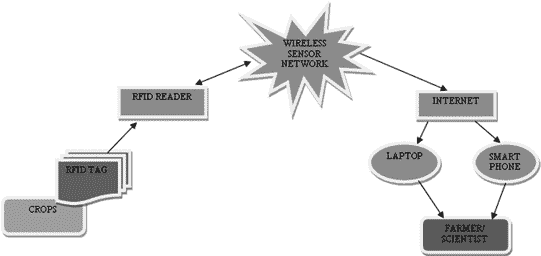 WIRELESS
SENSOR
NETWORK
RFID READER
INTERNET
RFID TAG
LAPTOP
SMART
PHONE
CROPS
FARMER/
SCIENTIST